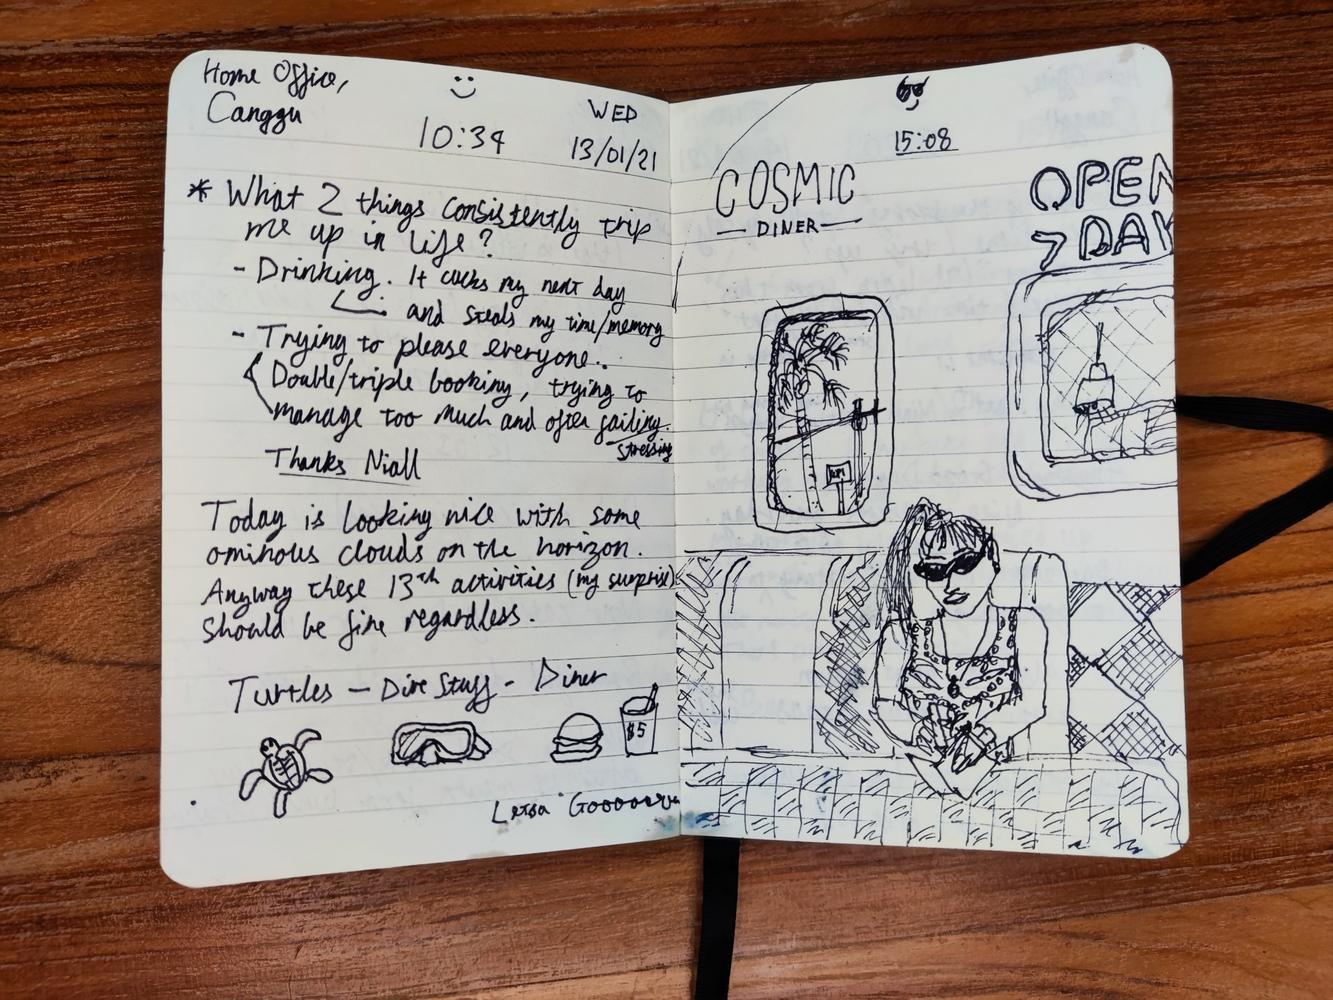 Home Office,
Canggu
10:34
WED
13/01/21
* What 2 things consistently trip
me up in life?
- Drinking. It cucks my next day
and steals my time/memory
- Trying to please everyone..
Double/triple booking, trying to
manage too much and often failing.
stressing
Thanks Niall
Today is looking nice with some
ominous clouds on the horizon.
Anyway these 13th activities (my surprise)
should be fine regardless.
Turtles - Dive Stuff - Diner
$5
15:08
COSMIC
- DINER -
OPEN
7 DAY